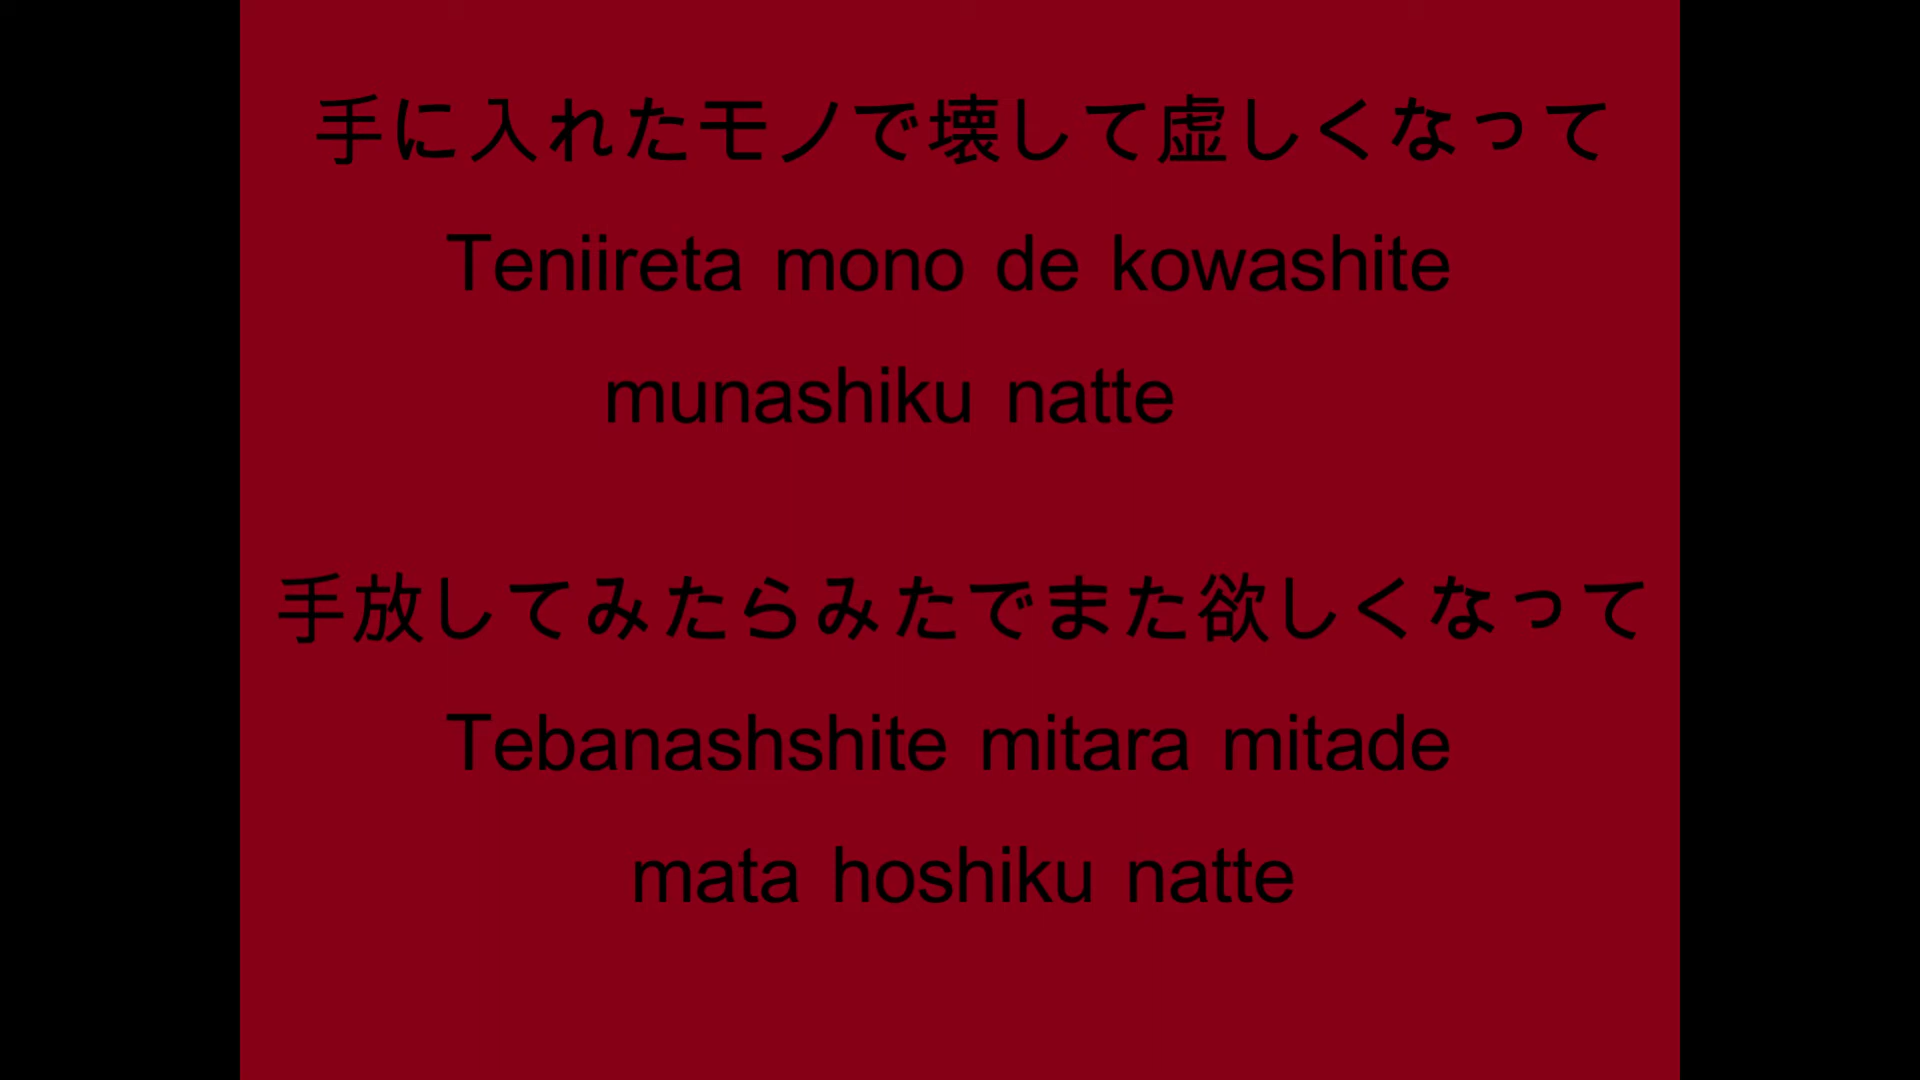 手に入れたモノで壊して虚しくなって
Teniireta mono de kowashite
munashiku natte
手放してみたらみたでまた欲しくなって
Tebanashshite mitara mitade
mata hoshiku natte